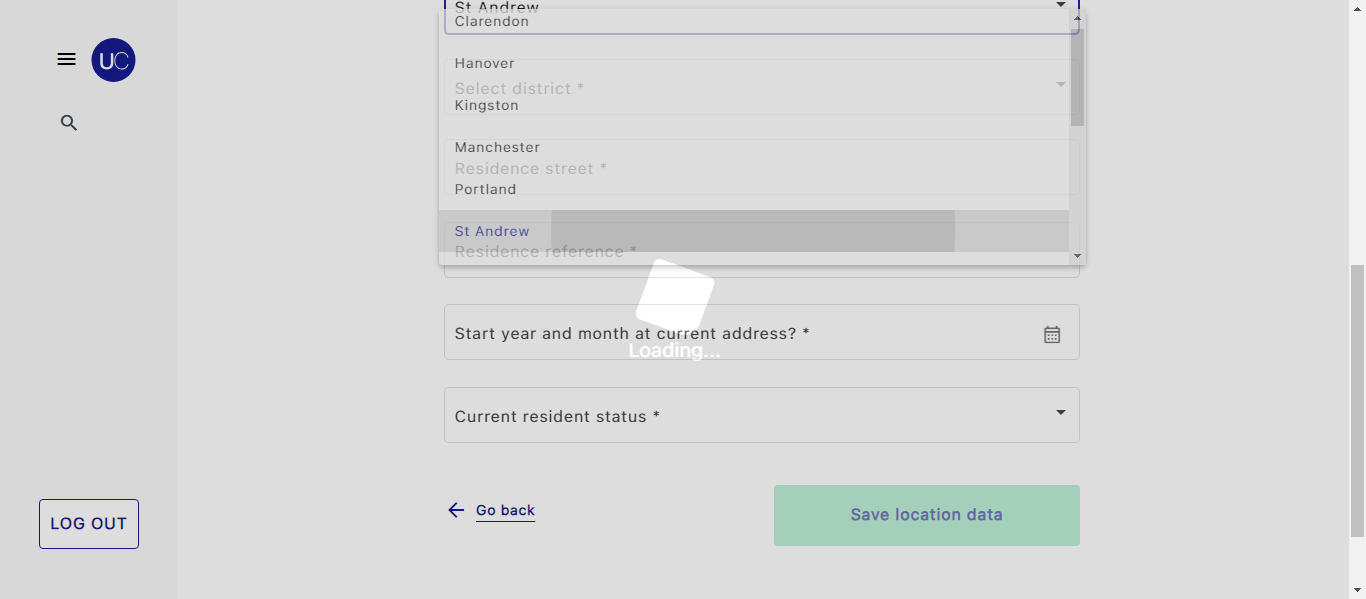 St Andrew
Clarendon
UC
Hanover
Select district *
Kingston
Manchester
Residence street *
Portland
St Andrew
Residence reference *
Start year and month at current address? *
Loading...
Current resident status *
Go back
Save location data
LOG OUT